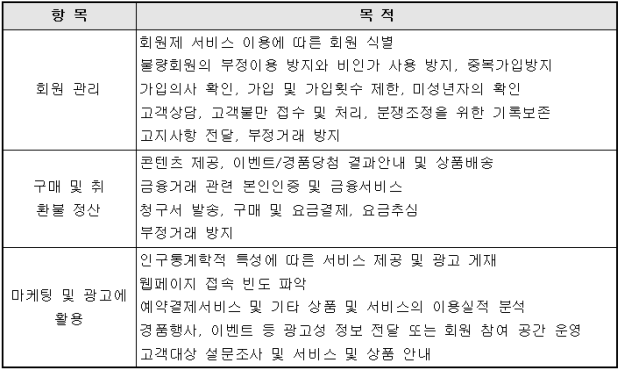 항 목
목 적
회원 관리
회원제 서비스 이용에 따른 회원 식별
불량회원의 부정이용 방지와 비인가 사용 방지, 중복가입방지
가입의사 확인, 가입 및 가입횟수 제한, 미성년자의 확인
고객상담, 고객불만 접수 및 처리, 분쟁조정을 위한 기록보존
고지사항 전달, 부정거래 방지
구매 및 취
환불 정산
콘텐츠 제공, 이벤트/경품당첨 결과안내 및 상품배송
금융거래 관련 본인인증 및 금융서비스
청구서 발송, 구매 및 요금결제, 요금추심
부정거래 방지
마케팅 및 광고에
활용
인구통계학적 특성에 따른 서비스 제공 및 광고 게재
웹페이지 접속 빈도 파악
예약결제서비스 및 기타 상품 및 서비스의 이용실적 분석
경품행사, 이벤트 등 광고성 정보 전달 또는 회원 참여 공간 운영
고객대상 설문조사 및 서비스 및 상품 안내